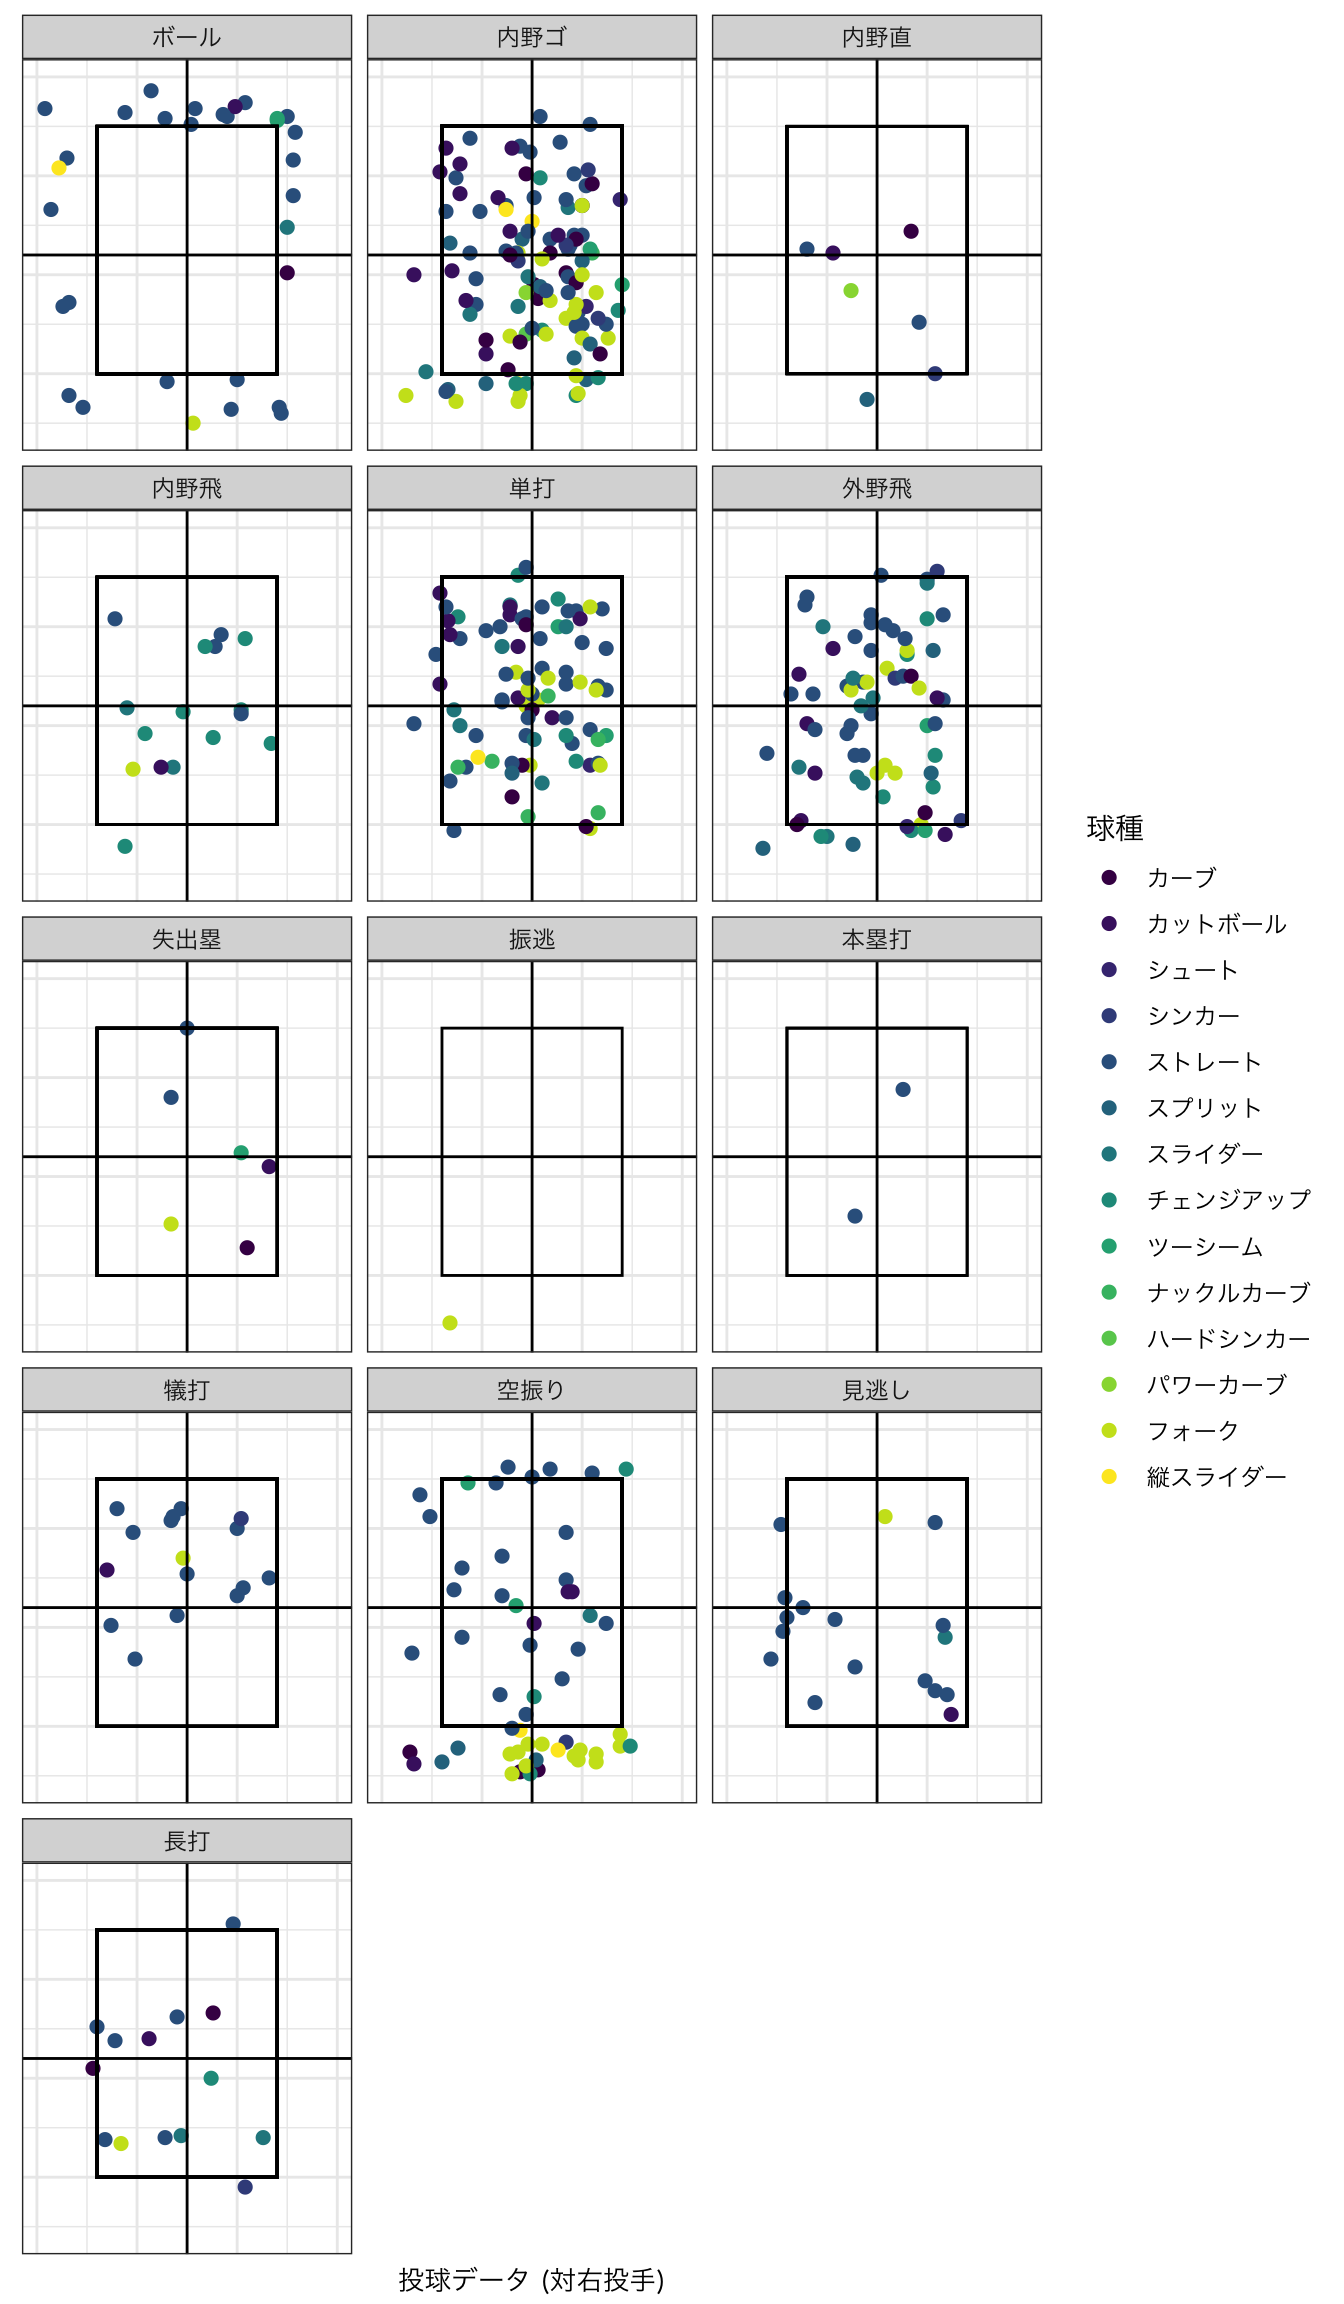 ボール
内野ゴ
内野直
内野飛
単打
外野飛
失出塁
振逃
本塁打
犠打
空振り
見逃し
長打
球種
カーブ
カットボール
シュート
シンカー
ストレート
スプリット
スライダー
チェンジアップ
ツーシーム
ナックルカーブ
ハードシンカー
パワーカーブ
フォーク
縦スライダー
投球データ (対右投手)